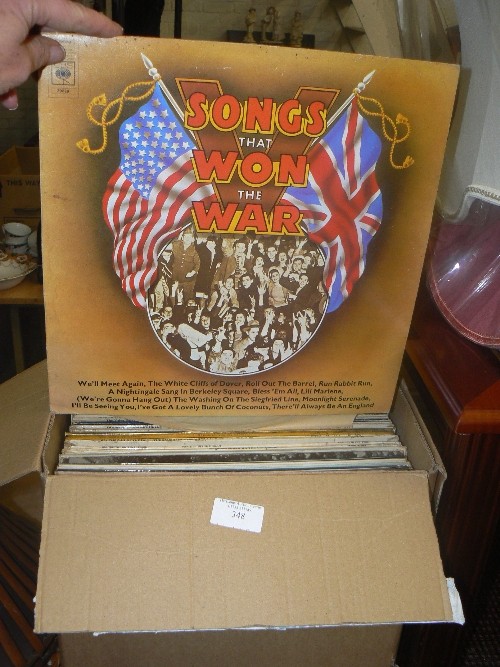 CBS
SONGS
THAT
WON
THE
WAR
We'll Meet Again, The White Cliffs of Dover, Roll Out The Barrel, Run Rabbit Run,
A Nightingale Sang in Berkeley Square, Bless 'Em All, Lili Marlene,
(We're Gonna Hang Out) The Washing On The Siegfried Line, Moonlight Serenade,
I'll Be Seeing You, I've Got A Lovely Bunch Of Coconuts, There'll Always Be An England
348